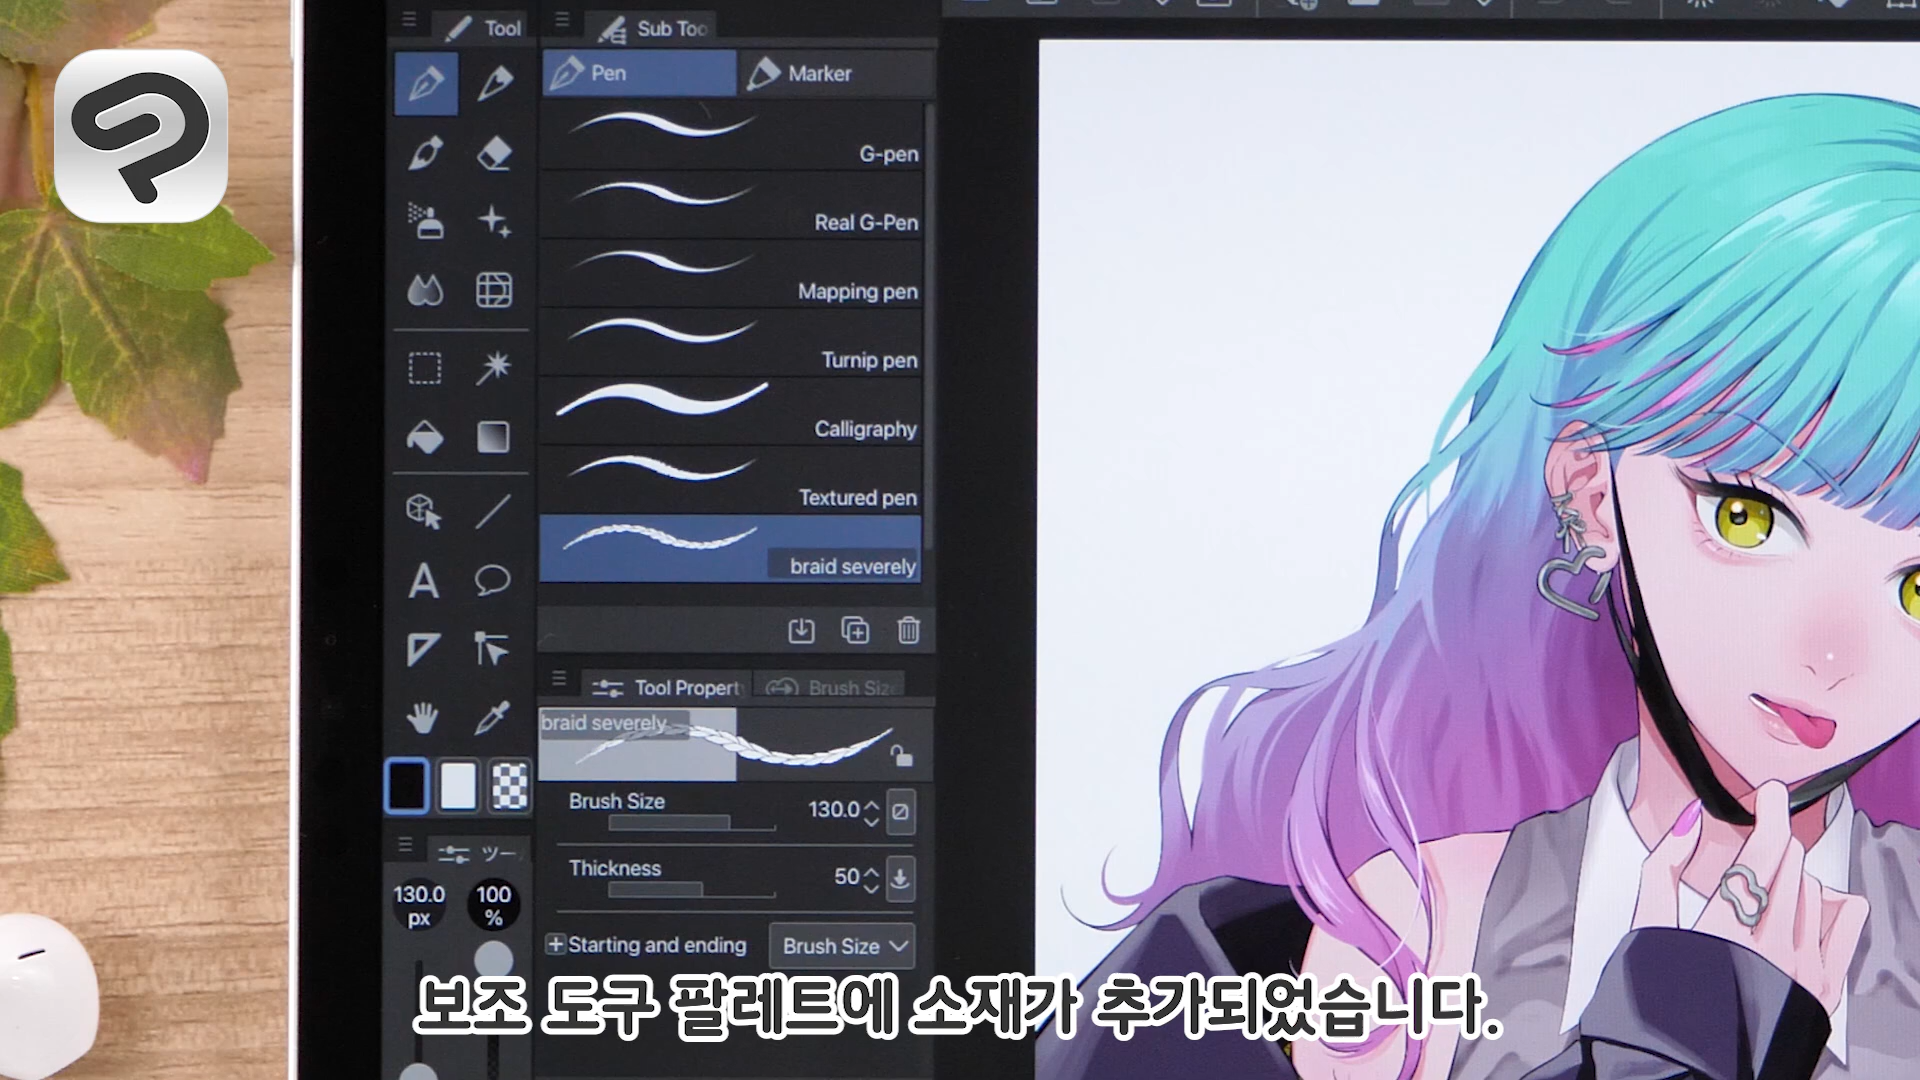 Tool
Sub Too
Pen
Marker
G-pen
Real G-Pen
Mapping pen
Turnip pen
Calligraphy
Textured pen
braid severely
Tool Propert
Brush Size
braid severely
Brush Size
130.0
Thickness
50
Starting and ending
Brush Size
ツー
130.0
px
100
%
보조 도구 팔레트에 소재가 추가되었습니다.